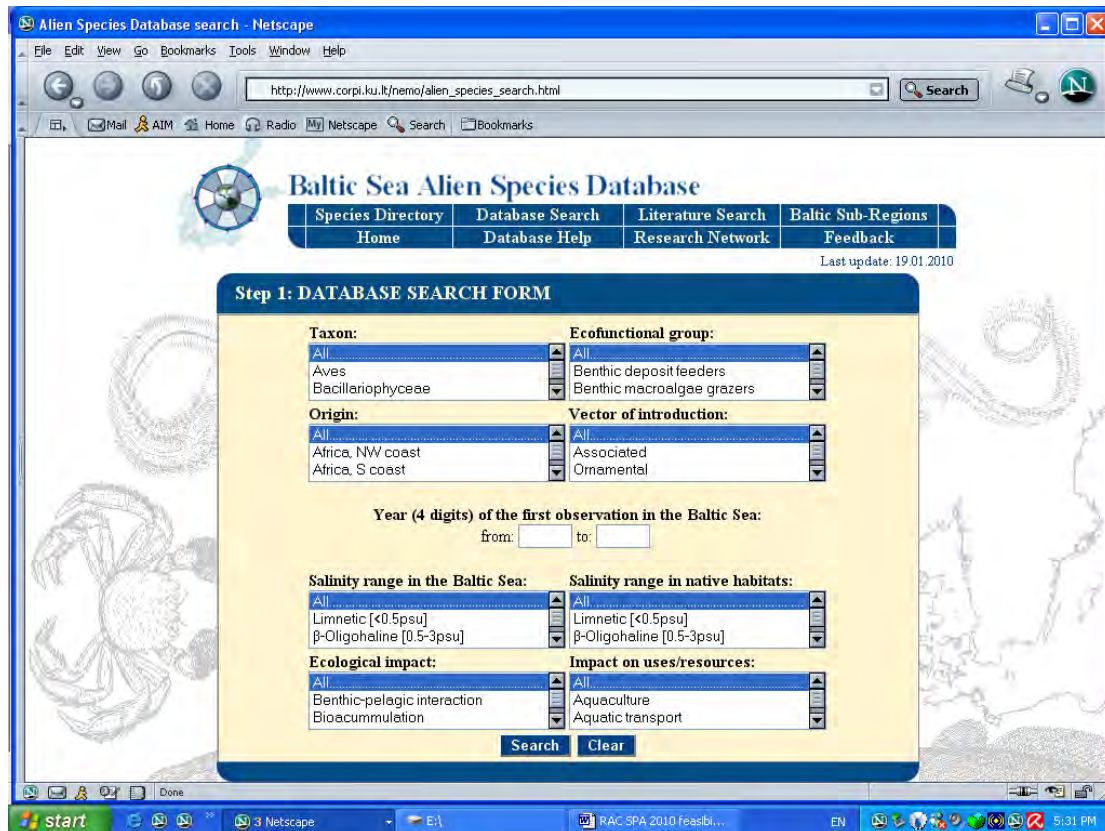 Alien Species Database search - Netscape
File Edit View Go Bookmarks Tools Window Help
http://www.corpi.ku.lt/nemo/alien_species_search.html Search
Mail AIM Home Radio My Netscape Search Bookmarks
Baltic Sea Alien Species Database
Species Directory Database Search Literature Search Baltic Sub-Regions
Home Database Help Research Network Feedback
Last update: 19.01.2010
Step 1: DATABASE SEARCH FORM
Taxon: Ecofunctional group:
All All
Aves Benthic deposit feeders
Bacillariophyceae Benthic macroalgae grazers
Origin: Vector of introduction:
All All
Africa, NW coast Associated
Africa, S coast Ornamental
Year (4 digits) of the first observation in the Baltic Sea:
from: to:
Salinity range in the Baltic Sea: Salinity range in native habitats:
All All
Limnetic [<0.5psu] Limnetic [<0.5psu]
β-Oligohaline [0.5-3psu] β-Oligohaline [0.5-3psu]
Ecological impact: Impact on uses/resources:
All All
Benthic-pelagic interaction Aquaculture
Bioacummulation Aquatic transport
Search Clear
Done
start 3 Netscape E:\ RAC SPA 2010 feasibi... EN 5:31 PM